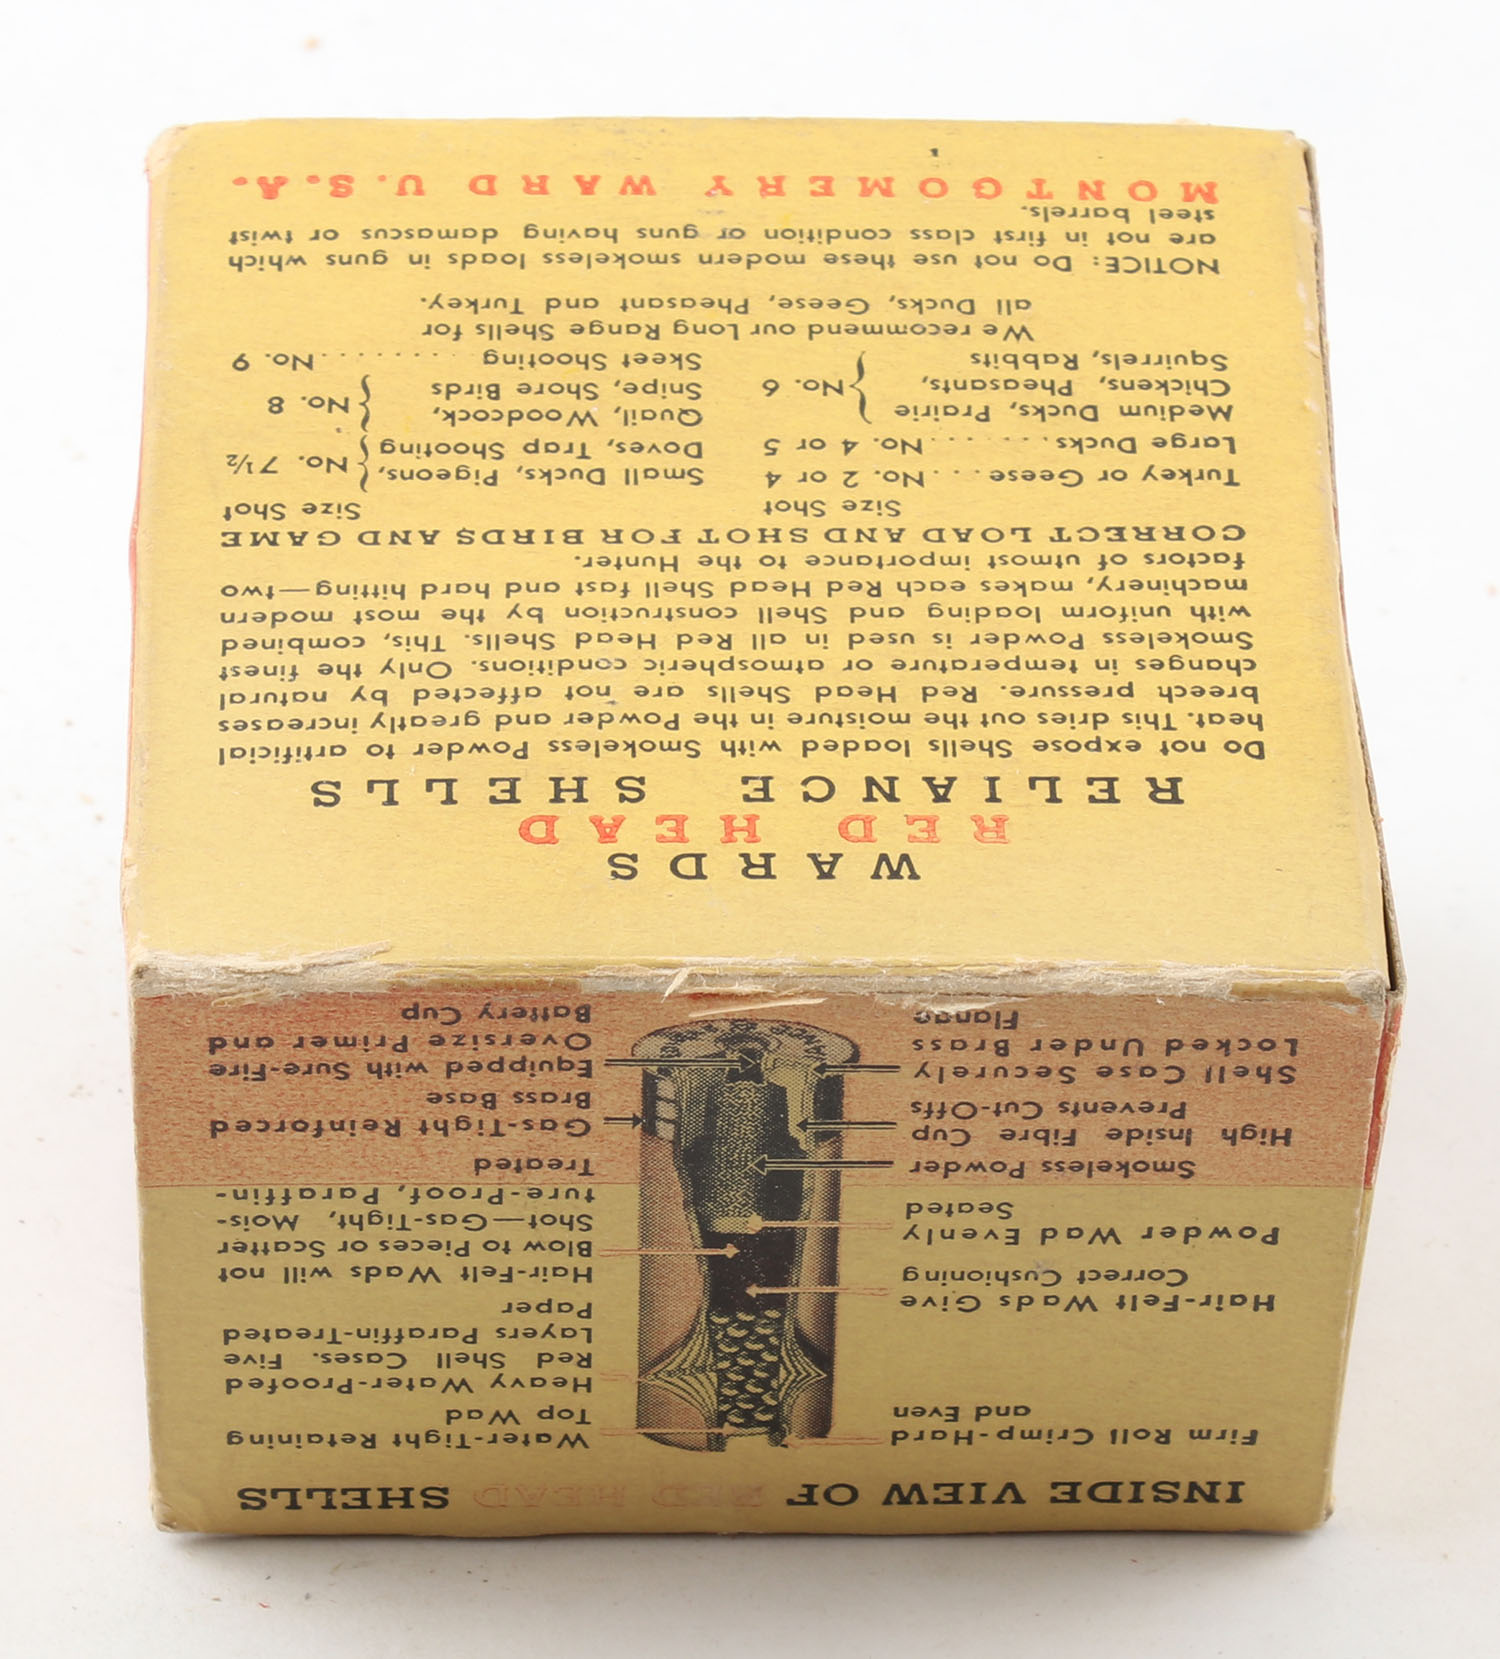 INSIDE VIEW OF RED HEAD SHELLS
Firm Roll Crimp-Hard
and Even
Hair-Felt Wads Give
Correct Cushioning
Powder Wad Evenly
Seated
Smokeless Powder
High Inside Fibre Cup
Prevents Cut-Offs
Shell Case Securely
Locked Under Brass
Flange
Water-Tight Retaining
Top Wad
Heavy Water-Proofed
Red Shell Cases. Five
Layers Paraffin-Treated
Paper
Hair-Felt Wads will not
Blow to Pieces or Scatter
Shot—Gas-Tight, Mois-
ture-Proof, Paraffin-
Treated
Gas-Tight Reinforced
Brass Base
Equipped with Sure-Fire
Oversize Primer and
Battery Cup
WARDS
RED HEAD
RELIANCE SHELLS
Do not expose Shells loaded with Smokeless Powder to artificial
heat. This dries out the moisture in the Powder and greatly increases
breech pressure. Red Head Shells are not affected by natural
changes in temperature or atmospheric conditions. Only the finest
Smokeless Powder is used in all Red Head Shells. This, combined
with uniform loading and Shell construction by the most modern
machinery, makes each Red Head Shell fast and hard hitting—two
factors of utmost importance to the Hunter.
CORRECT LOAD AND SHOT FOR BIRDS AND GAME
Size Shot
Turkey or Geese . . . No. 2 or 4
Large Ducks . . . . . . . . No. 4 or 5
Medium Ducks, Prairie
Chickens, Pheasants, } No. 6
Squirrels, Rabbits
Size Shot
Small Ducks, Pigeons, } No. 7½
Doves, Trap Shooting
Quail, Woodcock, } No. 8
Snipe, Shore Birds
Skeet Shooting . . . . . . . . . . No. 9
We recommend our Long Range Shells for
all Ducks, Geese, Pheasant and Turkey.
NOTICE: Do not use these modern smokeless loads in guns which
are not in first class condition or guns having damascus or twist
steel barrels.
MONTGOMERY WARD U.S.A.